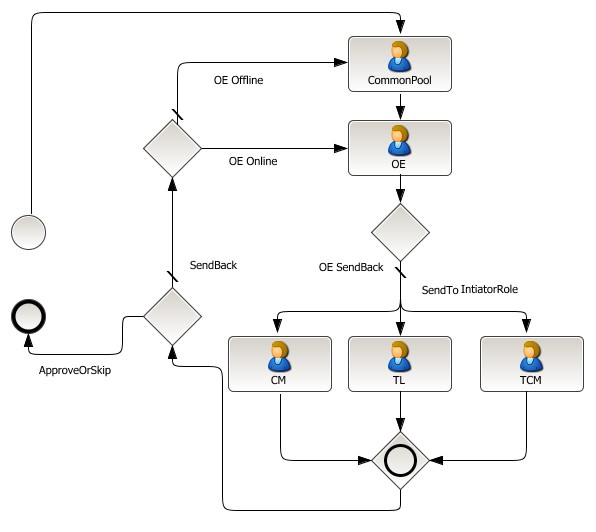 OE Offline
CommonPool
OE Online
OE
SendBack
OE SendBack
SendTo IntiatorRole
ApproveOrSkip
CM
TL
TCM